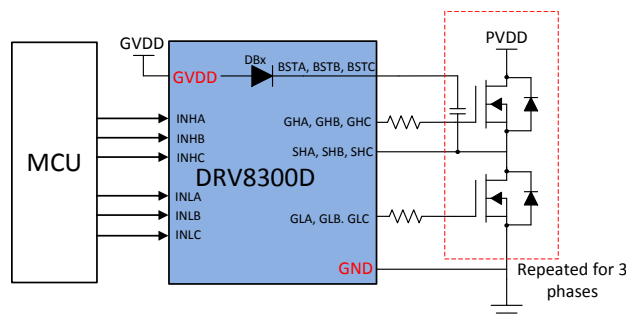 GVDD
PVDD
DBx
BSTA, BSTB, BSTC
GVDD
INHA
GHA, GHB, GHC
INHB
INHC
SHA, SHB, SHC
MCU
DRV8300D
INLA
INLB
GLA, GLB. GLC
INLC
GND
Repeated for 3
phases